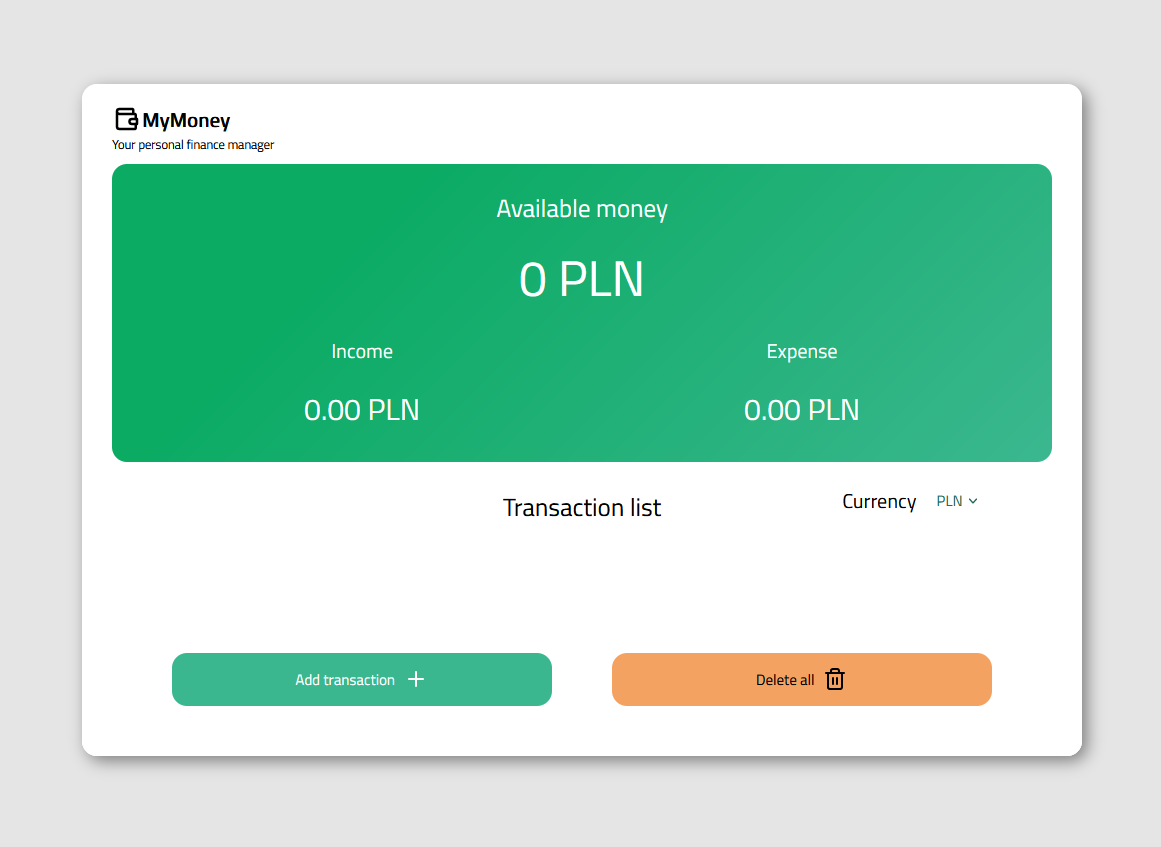 MyMoney
Your personal finance manager
Available money
0 PLN
Income
Expense
0.00 PLN
0.00 PLN
Transaction list
Currency
PLN
Add transaction
Delete all